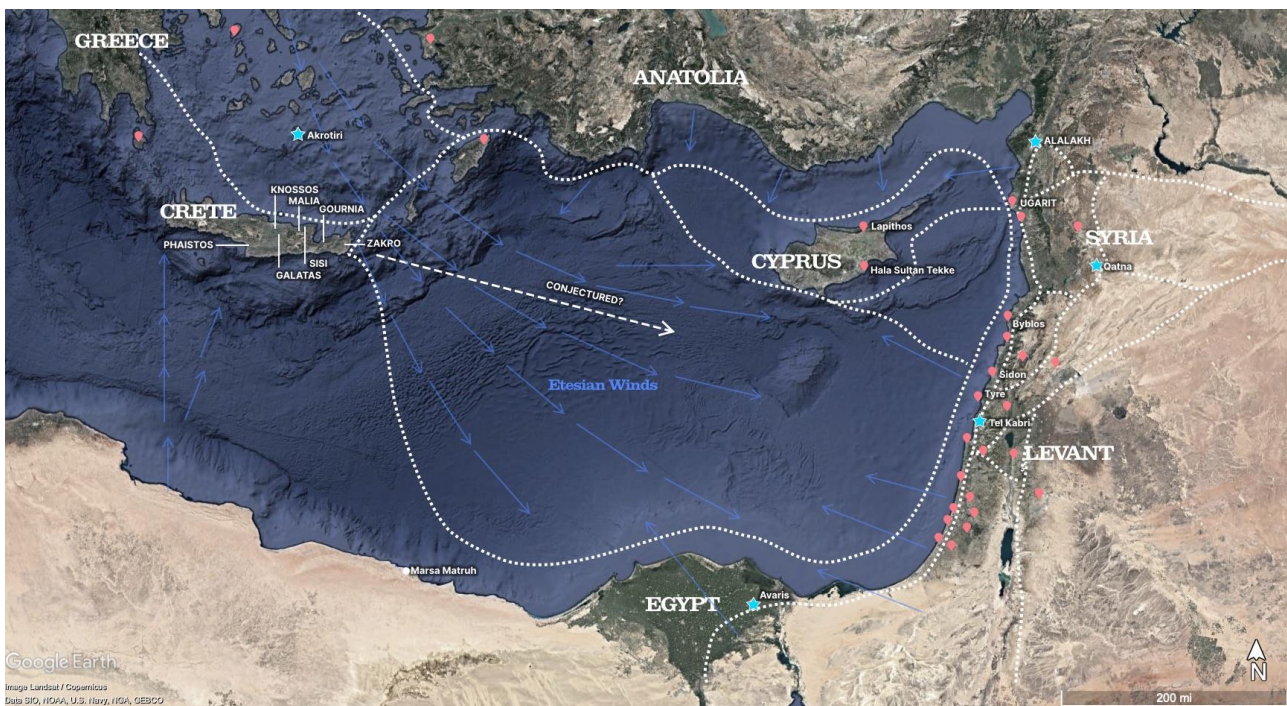 GREECE
ANATOLIA
Akrotiri
ALALAKH
KNOSSOS
MALIA
GOURNIA
CRETE
UGARIT
PHAISTOS
ZAKRO
Lapithos
SYRIA
SISI
GALATAS
CYPRUS
Hala Sultan Tekke
Qatna
CONJECTURED?
Byblos
Etesian Winds
Sidon
Tyre
Tel Kabri
LEVANT
Marsa Matruh
EGYPT
Avaris
Google Earth
N
Image Landsat / Copernicus
Data SIO, NOAA, U.S. Navy, NGA, GEBCO
200 mi